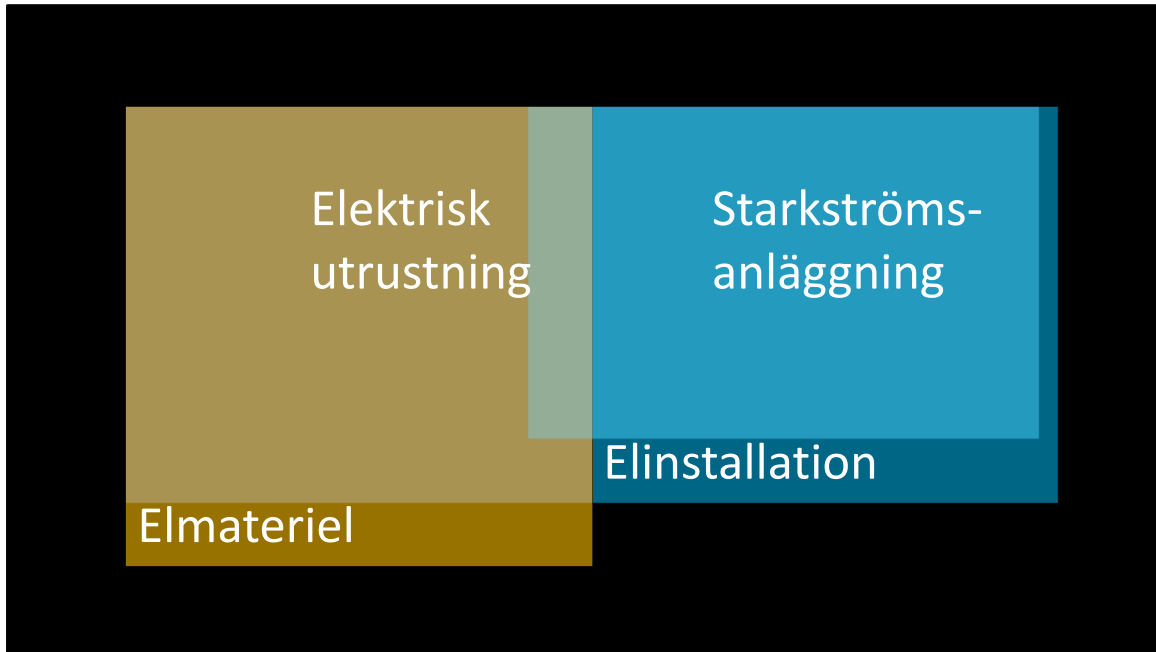 Elektrisk
utrustning
Starkströms-
anläggning
Elinstallation
Elmateriel